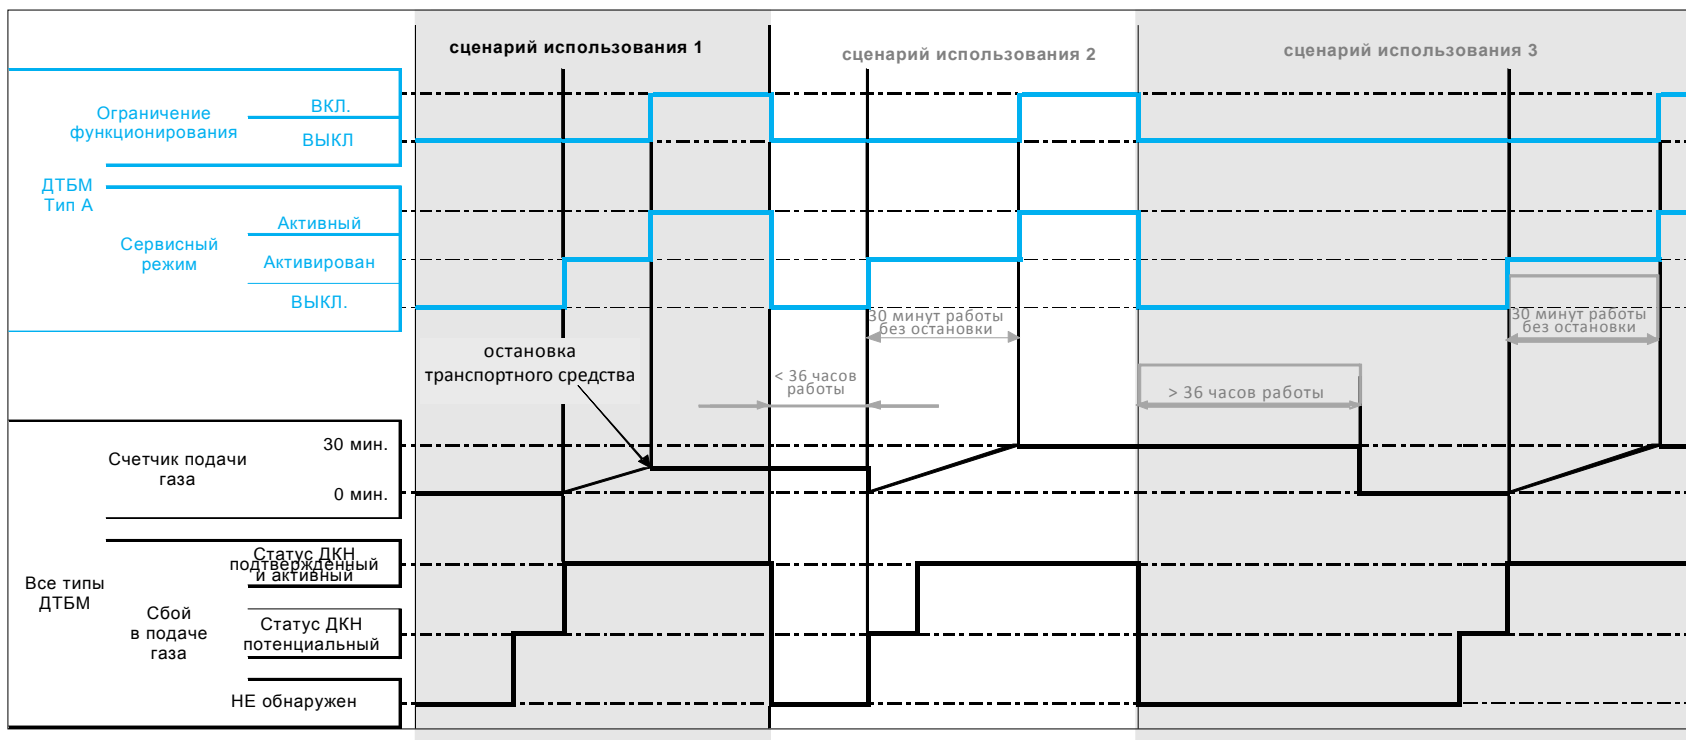 сценарий использования 1
сценарий использования 2
сценарий использования 3
Ограничение
функционирования
ВКЛ.
ВЫКЛ
ДТБМ
Тип А
Сервисный
режим
Активный
Активирован
ВЫКЛ.
30 минут работы
без остановки
30 минут работы
без остановки
остановка
транспортного средства
< 36 часов
работы
> 36 часов работы
Счетчик подачи
газа
30 мин.
0 мин.
Все типы
ДТБМ
Сбой
в подаче
газа
Статус ДКН
подтвержденный
и активный
Статус ДКН
потенциальный
НЕ обнаружен